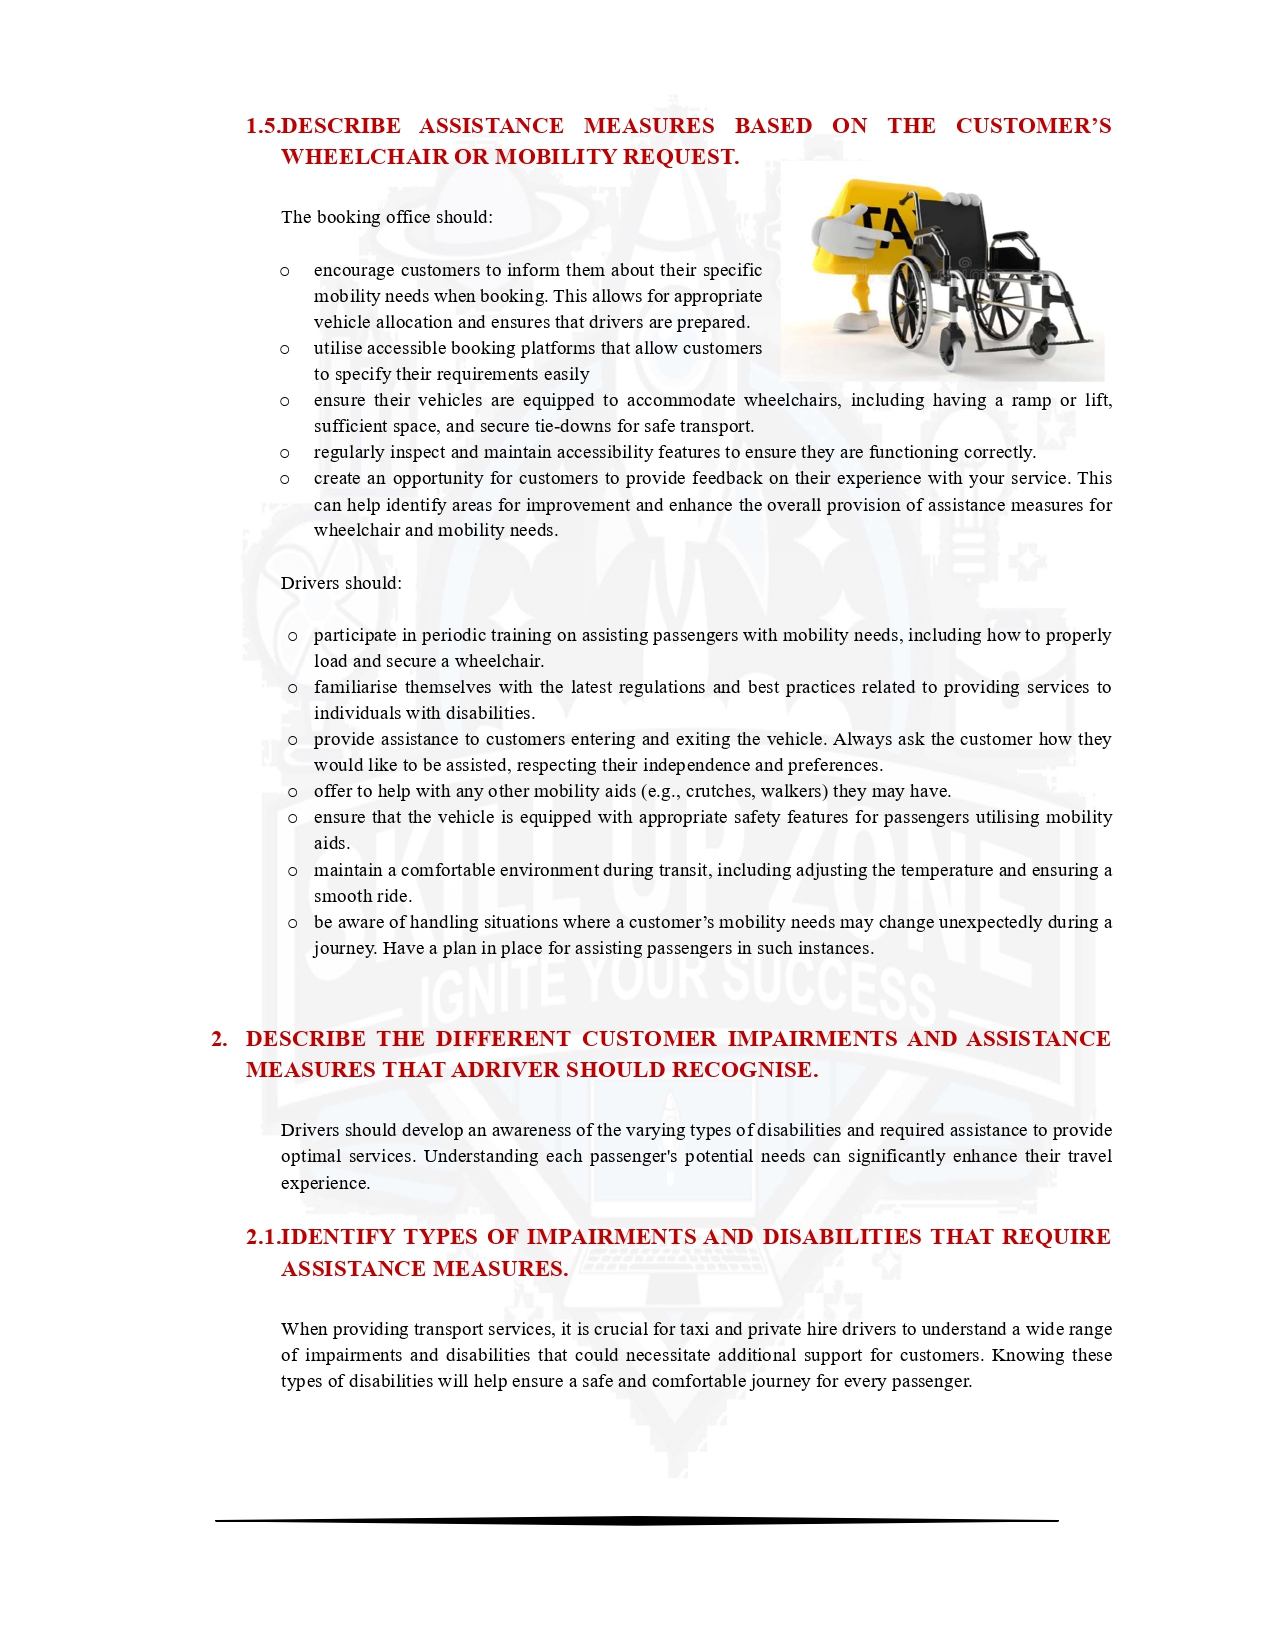 1.5.DESCRIBE ASSISTANCE MEASURES BASED ON THE CUSTOMER’S
WHEELCHAIR OR MOBILITY REQUEST.
TA
The booking office should:
o encourage customers to inform them about their specific
mobility needs when booking. This allows for appropriate
vehicle allocation and ensures that drivers are prepared.
o utilise accessible booking platforms that allow customers
to specify their requirements easily
o ensure their vehicles are equipped to accommodate wheelchairs, including having a ramp or lift,
sufficient space, and secure tie-downs for safe transport.
o regularly inspect and maintain accessibility features to ensure they are functioning correctly.
o create an opportunity for customers to provide feedback on their experience with your service. This
can help identify areas for improvement and enhance the overall provision of assistance measures for
wheelchair and mobility needs.
Drivers should:
o participate in periodic training on assisting passengers with mobility needs, including how to properly
load and secure a wheelchair.
o familiarise themselves with the latest regulations and best practices related to providing services to
individuals with disabilities.
o provide assistance to customers entering and exiting the vehicle. Always ask the customer how they
would like to be assisted, respecting their independence and preferences.
o offer to help with any other mobility aids (e.g., crutches, walkers) they may have.
o ensure that the vehicle is equipped with appropriate safety features for passengers utilising mobility
aids.
o maintain a comfortable environment during transit, including adjusting the temperature and ensuring a
smooth ride.
o be aware of handling situations where a customer’s mobility needs may change unexpectedly during a
journey. Have a plan in place for assisting passengers in such instances.
SKILL UP ZONE
IGNITE YOUR SUCCESS
2. DESCRIBE THE DIFFERENT CUSTOMER IMPAIRMENTS AND ASSISTANCE
MEASURES THAT ADRIVER SHOULD RECOGNISE.
Drivers should develop an awareness of the varying types of disabilities and required assistance to provide
optimal services. Understanding each passenger's potential needs can significantly enhance their travel
experience.
2.1.IDENTIFY TYPES OF IMPAIRMENTS AND DISABILITIES THAT REQUIRE
ASSISTANCE MEASURES.
When providing transport services, it is crucial for taxi and private hire drivers to understand a wide range
of impairments and disabilities that could necessitate additional support for customers. Knowing these
types of disabilities will help ensure a safe and comfortable journey for every passenger.